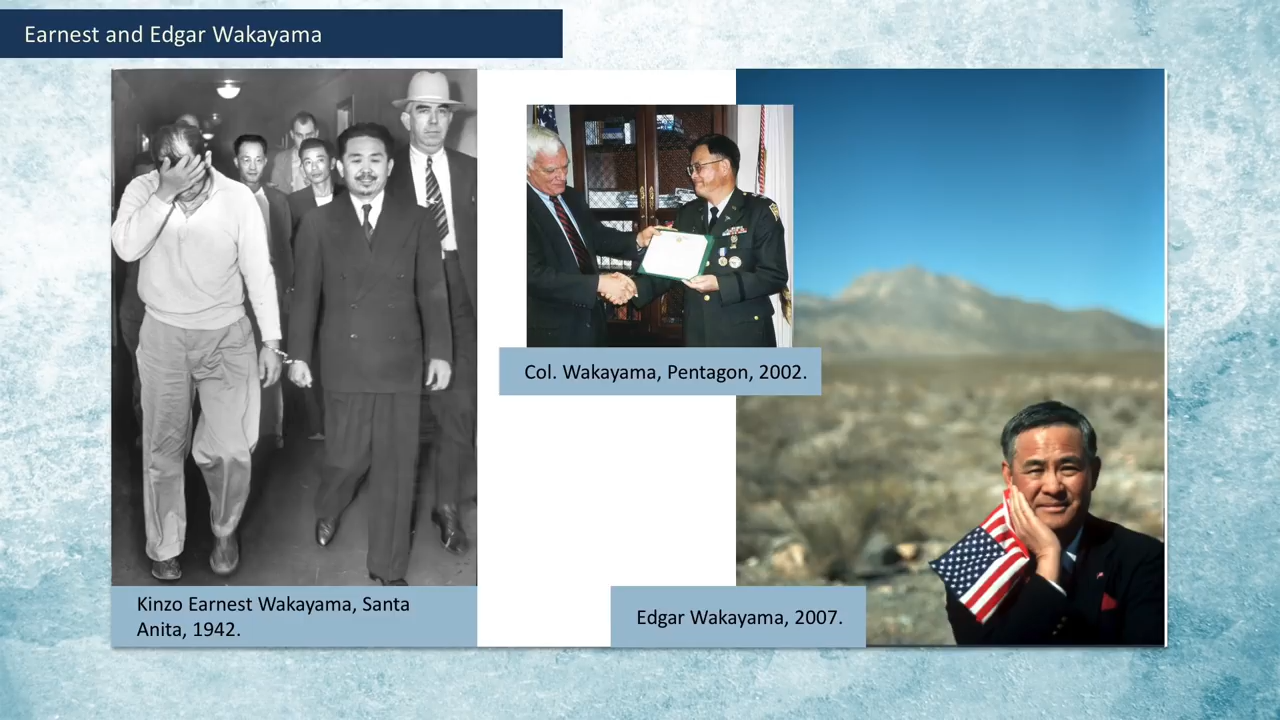 Earnest and Edgar Wakayama
Col. Wakayama, Pentagon, 2002.
Kinzo Earnest Wakayama, Santa
Anita, 1942.
Edgar Wakayama, 2007.